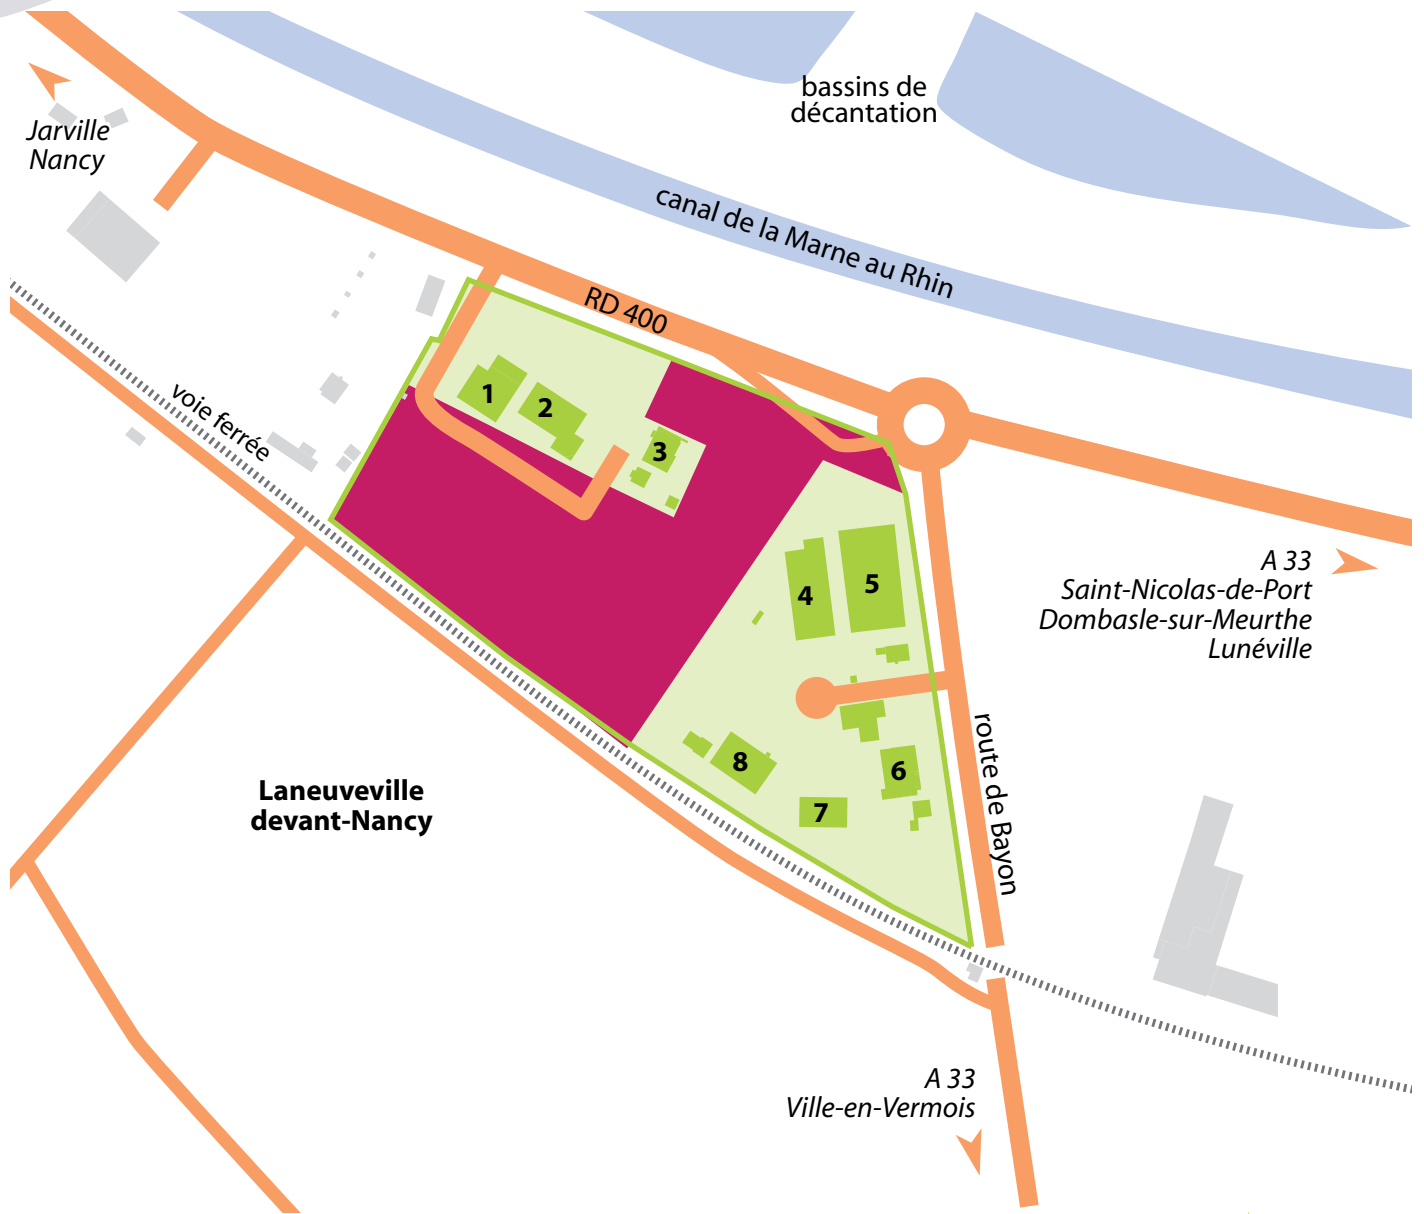 bassins de
décantation
Jarville
Nancy
canal de la Marne au Rhin
RD 400
voie ferrée
1
2
3
4
5
A 33
Saint-Nicolas-de-Port
Dombasle-sur-Meurthe
Lunéville
route de Bayon
8
6
7
Laneuveville
devant-Nancy
A 33
Ville-en-Vermois